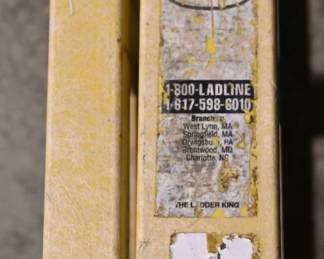 1-800-LADLINE
1-617-598-6010
West Lynn, MA
Springfield, MA
PA
Brentwood, MD
Charlotte, NC
THE LADDER KING